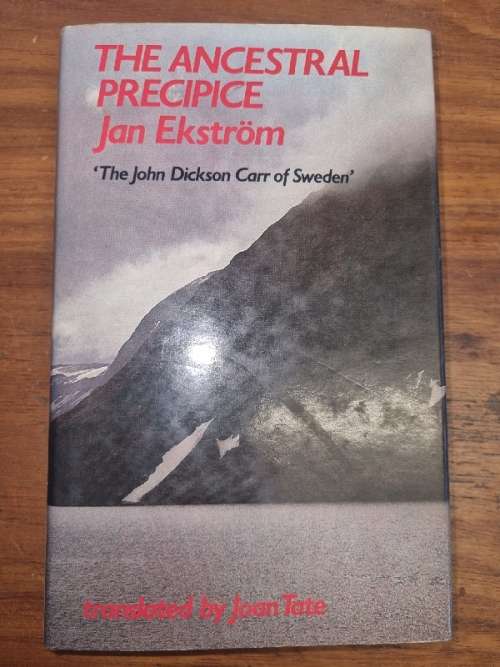 THE ANCESTRAL
PRECIPICE
Jan Ekström
‘The John Dickson Carr of Sweden’
translated by Joan Tate